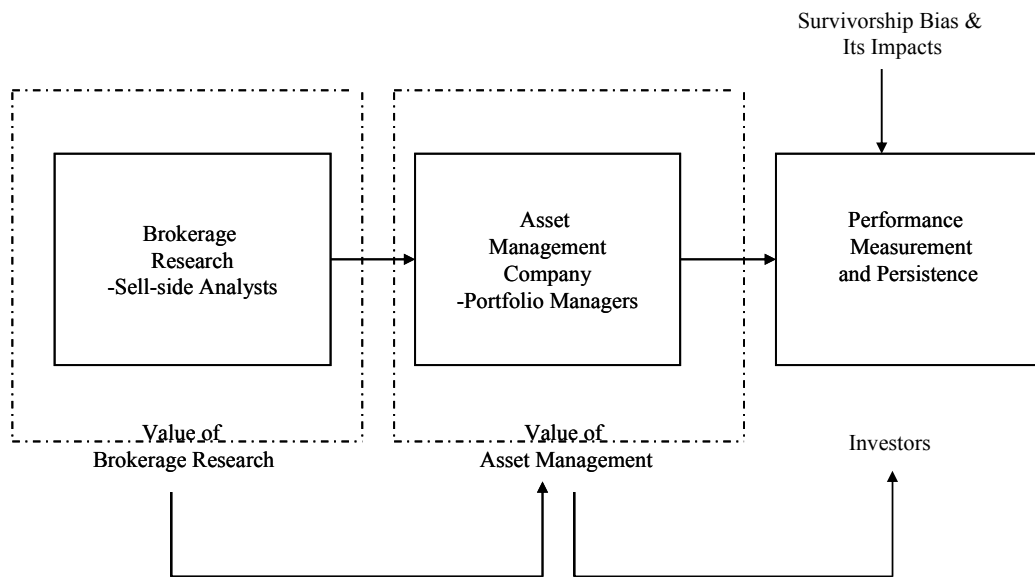 Survivorship Bias &
Its Impacts
Brokerage
Research
-Sell-side Analysts
Asset
Management
Company
-Portfolio Managers
Performance
Measurement
and Persistence
Value of
Brokerage Research
Value of
Asset Management
Investors